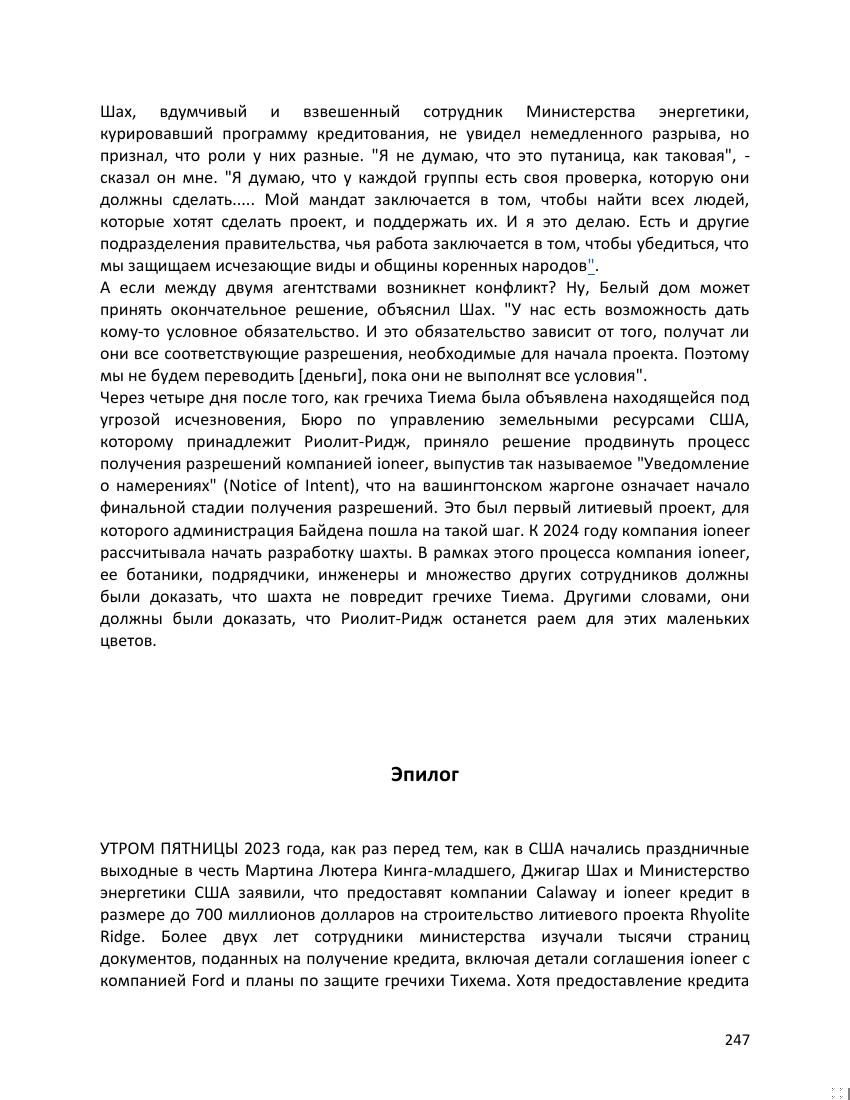 Шах, вдумчивый и взвешенный сотрудник Министерства энергетики,
курировавший программу кредитования, не увидел немедленного разрыва, но
признал, что роли у них разные. "Я не думаю, что это путаница, как таковая", -
сказал он мне. "Я думаю, что у каждой группы есть своя проверка, которую они
должны сделать..... Мой мандат заключается в том, чтобы найти всех людей,
которые хотят сделать проект, и поддержать их. И я это делаю. Есть и другие
подразделения правительства, чья работа заключается в том, чтобы убедиться, что
мы защищаем исчезающие виды и общины коренных народов".
А если между двумя агентствами возникнет конфликт? Ну, Белый дом может
принять окончательное решение, объяснил Шах. "У нас есть возможность дать
кому-то условное обязательство. И это обязательство зависит от того, получат ли
они все соответствующие разрешения, необходимые для начала проекта. Поэтому
мы не будем переводить [деньги], пока они не выполнят все условия".
Через четыре дня после того, как гречиха Тиема была объявлена находящейся под
угрозой исчезновения, Бюро по управлению земельными ресурсами США,
которому принадлежит Риолит-Ридж, приняло решение продвинуть процесс
получения разрешений компанией ioneer, выпустив так называемое "Уведомление
о намерениях" (Notice of Intent), что на вашингтонском жаргоне означает начало
финальной стадии получения разрешений. Это был первый литиевый проект, для
которого администрация Байдена пошла на такой шаг. К 2024 году компания ioneer
рассчитывала начать разработку шахты. В рамках этого процесса компания ioneer,
ее ботаники, подрядчики, инженеры и множество других сотрудников должны
были доказать, что шахта не повредит гречихе Тиема. Другими словами, они
должны были доказать, что Риолит-Ридж останется раем для этих маленьких
цветов.
Эпилог
УТРОМ ПЯТНИЦЫ 2023 года, как раз перед тем, как в США начались праздничные
выходные в честь Мартина Лютера Кинга-младшего, Джигар Шах и Министерство
энергетики США заявили, что предоставят компании Calaway и ioneer кредит в
размере до 700 миллионов долларов на строительство литиевого проекта Rhyolite
Ridge. Более двух лет сотрудники министерства изучали тысячи страниц
документов, поданных на получение кредита, включая детали соглашения ioneer с
компанией Ford и планы по защите гречихи Тихема. Хотя предоставление кредита
247